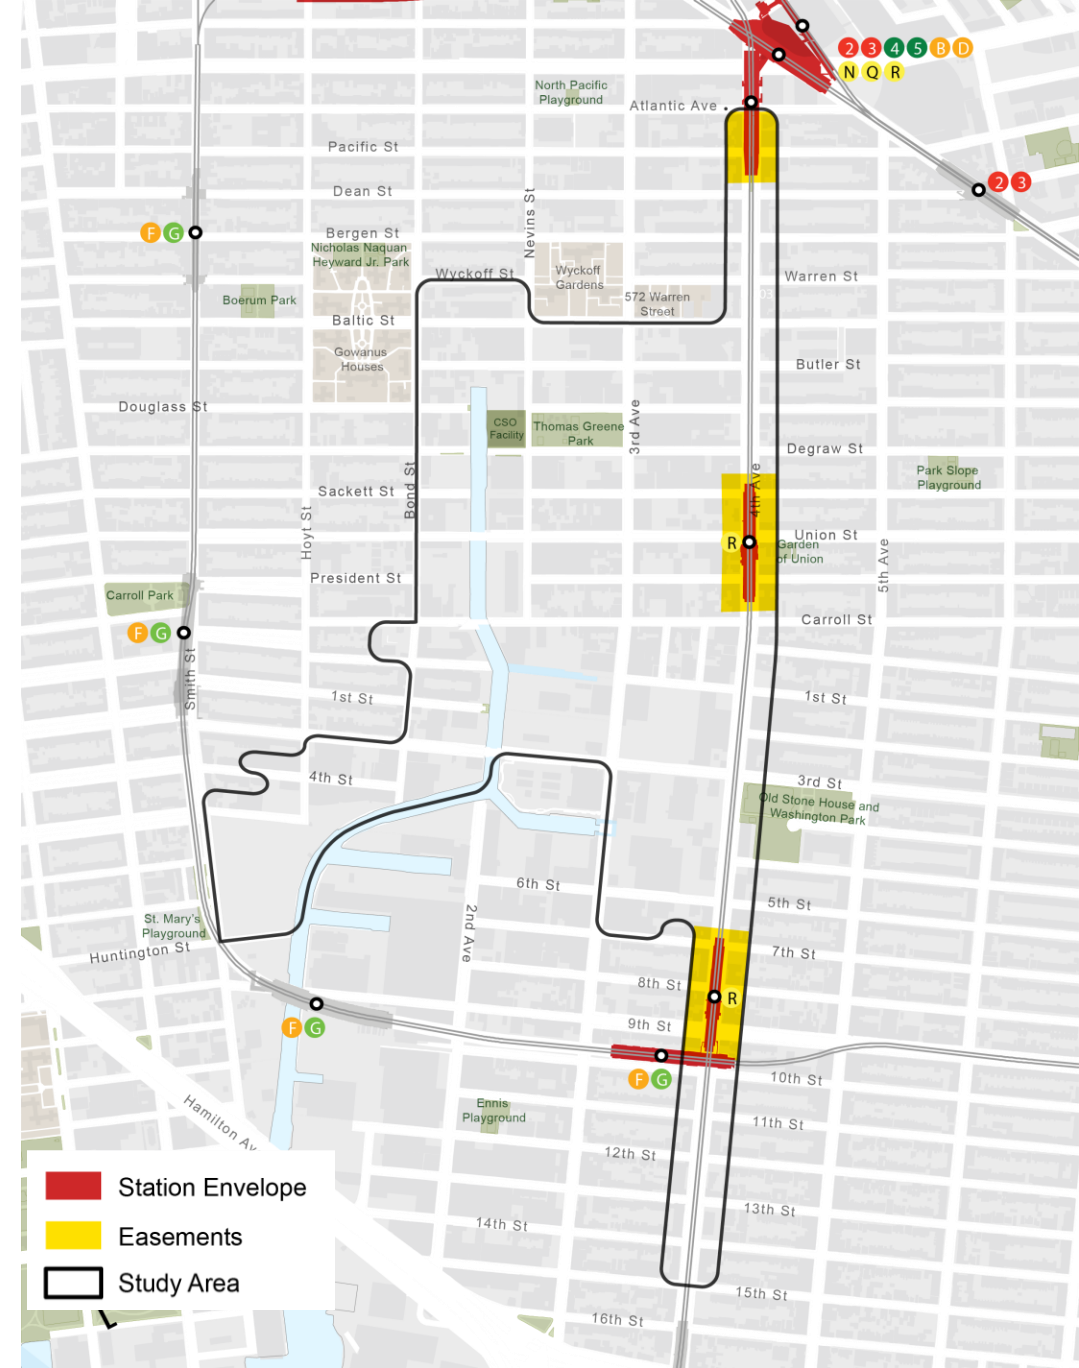 2 3 4 5 B D
N Q R
North Pacific
Playground
Atlantic Ave
Pacific St
Dean St
2 3
Nevins St
F G
Bergen St
Nicholas Naquan
Heyward Jr. Park
Wyckoff St
Wyckoff
Gardens
Warren St
Boerum Park
572 Warren
Street
Baltic St
Gowanus
Houses
Butler St
Douglass St
CSO
Facility
Thomas Greene
Park
3rd Ave
Degraw St
Park Slope
Playground
4th Ave
Sackett St
Bond St
Hoyt St
R
Union St
Garden
of Union
5th Ave
President St
Carroll Park
Carroll St
F G
Smith St
1st St
1st St
4th St
3rd St
Old Stone House and
Washington Park
6th St
5th St
St. Mary's
Playground
2nd Ave
Huntington St
7th St
8th St
R
9th St
F G
F G
10th St
Ennis
Playground
Hamilton Av
11th St
12th St
13th St
14th St
15th St
16th St
Station Envelope
Easements
Study Area